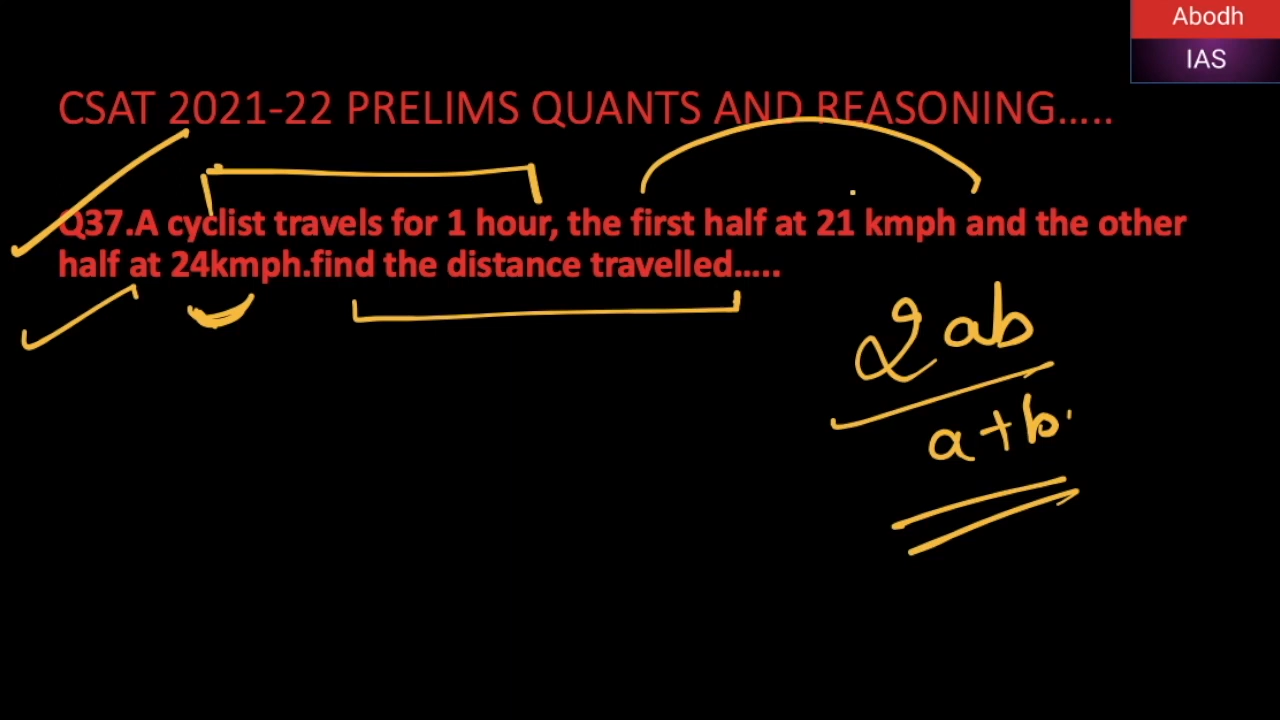 Abodh
IAS
CSAT 2021-22 PRELIMS QUANTS AND REASONING.....
Q37.A cyclist travels for 1 hour, the first half at 21 kmph and the other
half at 24kmph.find the distance travelled.....
2ab
a+b